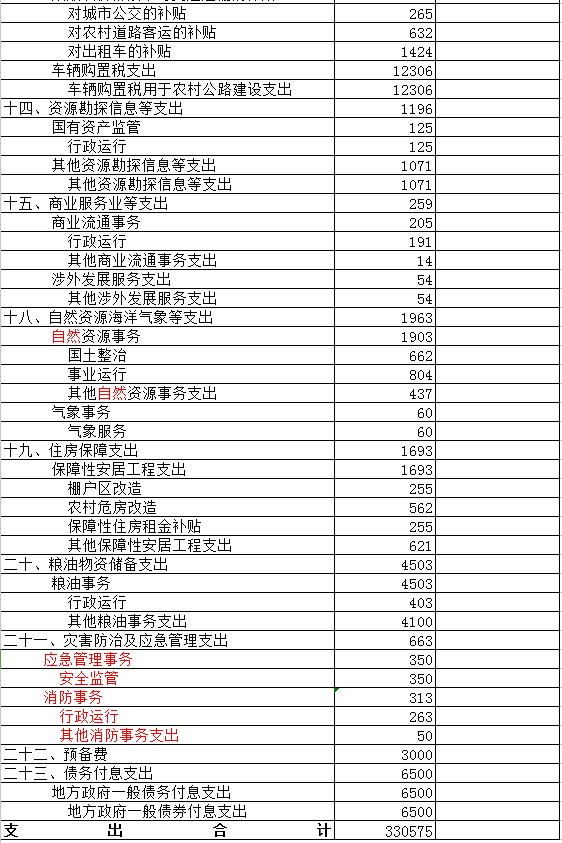 对城市公交的补贴 265
对农村道路客运的补贴 632
对出租车的补贴 1424
车辆购置税支出 12306
车辆购置税用于农村公路建设支出 12306
十四、资源勘探信息等支出 1196
国有资产监管 125
行政运行 125
其他资源勘探信息等支出 1071
其他资源勘探信息等支出 1071
十五、商业服务业等支出 259
商业流通事务 205
行政运行 191
其他商业流通事务支出 14
涉外发展服务支出 54
其他涉外发展服务支出 54
十八、自然资源海洋气象等支出 1963
自然资源事务 1903
国土整治 662
事业运行 804
其他自然资源事务支出 437
气象事务 60
气象服务 60
十九、住房保障支出 1693
保障性安居工程支出 1693
棚户区改造 255
农村危房改造 562
保障性住房租金补贴 255
其他保障性安居工程支出 621
二十、粮油物资储备支出 4503
粮油事务 4503
行政运行 403
其他粮油事务支出 4100
二十一、灾害防治及应急管理支出 663
应急管理事务 350
安全监管 350
消防事务 313
行政运行 263
其他消防事务支出 50
二十二、预备费 3000
二十三、债务付息支出 6500
地方政府一般债务付息支出 6500
地方政府一般债券付息支出 6500
支出合计 330575